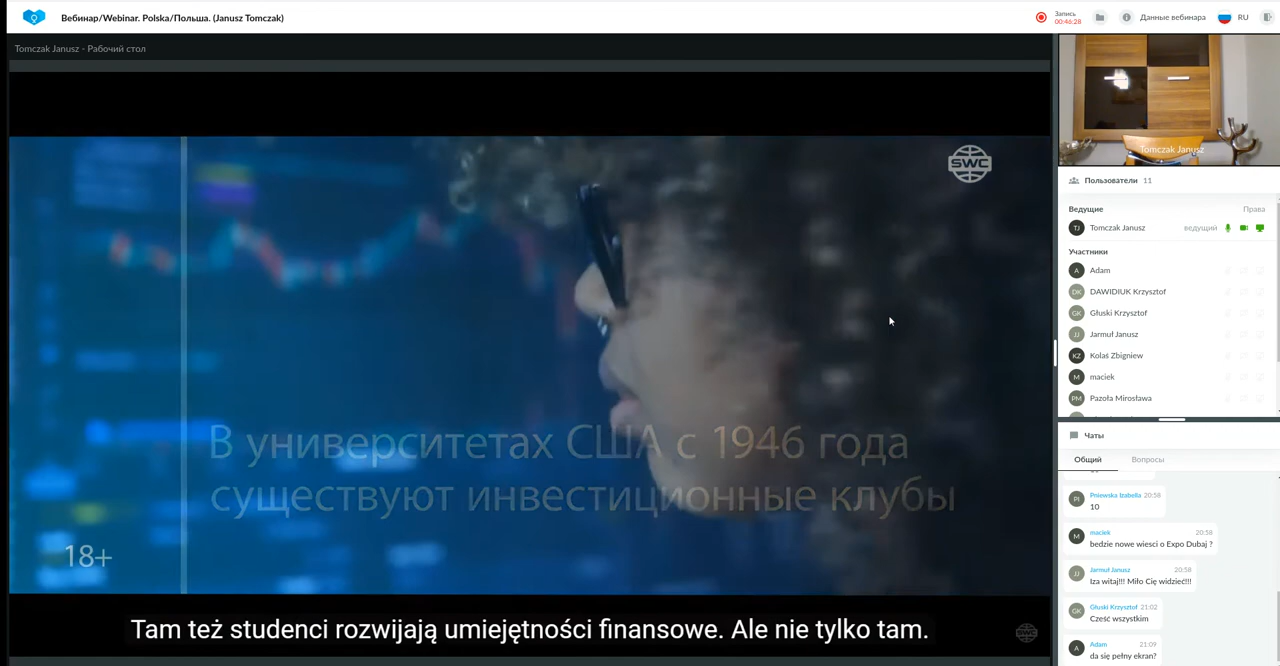 Вебинар/Webinar. Polska/Польша. (Janusz Tomczak)
Запись
00:46:28
Данные вебинара
RU
Tomczak Janusz - Рабочий стол
SWC
В университетах США с 1946 года
существуют инвестиционные клубы
18+
Tam też studenci rozwijają umiejętności finansowe. Ale nie tylko tam.
Tomczak Janusz
Пользователи 11
Ведущие Права
TJ Tomczak Janusz ведущий
Участники
A Adam
DK DAWIDIUK Krzysztof
GK Głuski Krzysztof
JJ Jarmuł Janusz
KZ Kolaś Zbigniew
M maciek
PM Pazoła Mirosława
Чаты
Общий Вопросы
PI Pniewska Izabella 20:58
10
M maciek 20:58
bedzie nowe wiesci o Expo Dubaj ?
JJ Jarmuł Janusz 20:58
Iza witaj!!! Miło Cię widzieć!!!
GK Głuski Krzysztof 21:02
Cześć wszystkim
A Adam 21:09
da się pełny ekran?